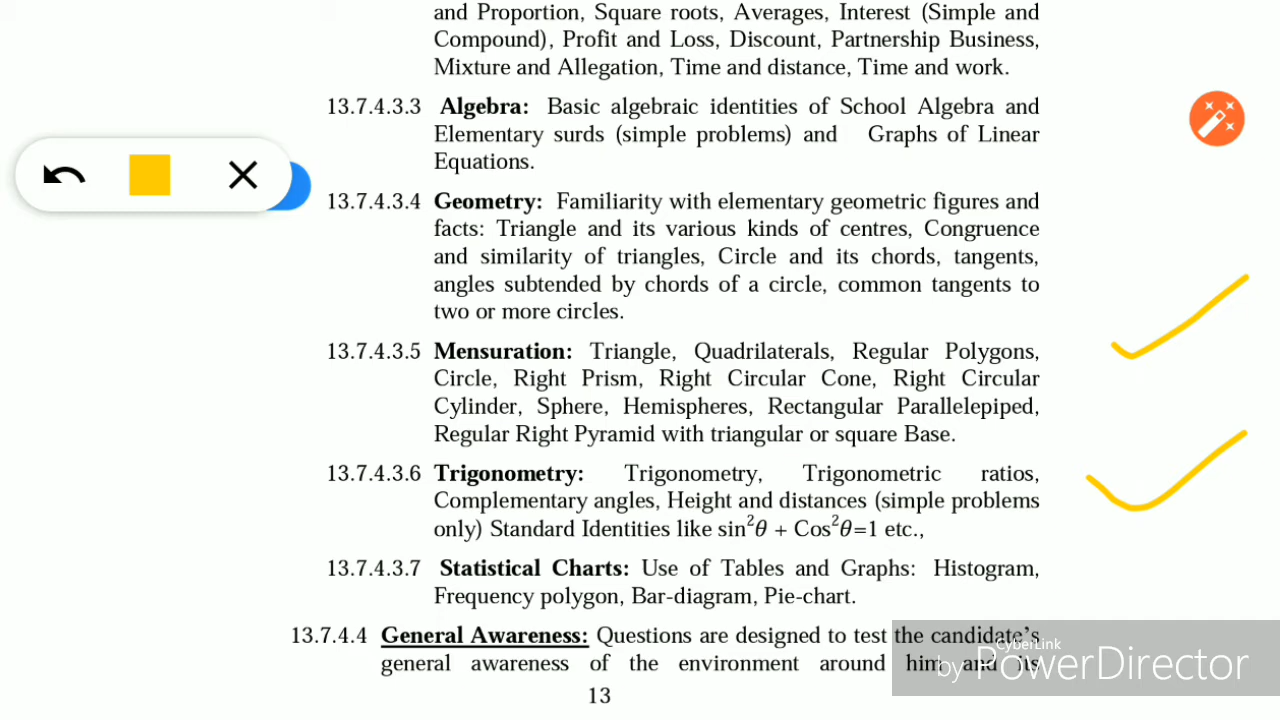 and Proportion, Square roots, Averages, Interest (Simple and
Compound), Profit and Loss, Discount, Partnership Business,
Mixture and Allegation, Time and distance, Time and work.
13.7.4.3.3 Algebra: Basic algebraic identities of School Algebra and
Elementary surds (simple problems) and Graphs of Linear
Equations.
13.7.4.3.4 Geometry: Familiarity with elementary geometric figures and
facts: Triangle and its various kinds of centres, Congruence
and similarity of triangles, Circle and its chords, tangents,
angles subtended by chords of a circle, common tangents to
two or more circles.
13.7.4.3.5 Mensuration: Triangle, Quadrilaterals, Regular Polygons,
Circle, Right Prism, Right Circular Cone, Right Circular
Cylinder, Sphere, Hemispheres, Rectangular Parallelepiped,
Regular Right Pyramid with triangular or square Base.
13.7.4.3.6 Trigonometry: Trigonometry, Trigonometric ratios,
Complementary angles, Height and distances (simple problems
only) Standard Identities like sin²θ + Cos²θ=1 etc.,
13.7.4.3.7 Statistical Charts: Use of Tables and Graphs: Histogram,
Frequency polygon, Bar-diagram, Pie-chart.
13.7.4.4 General Awareness: Questions are designed to test the candidate's
general awareness of the environment around him and its
13
CyberLink
by PowerDirector